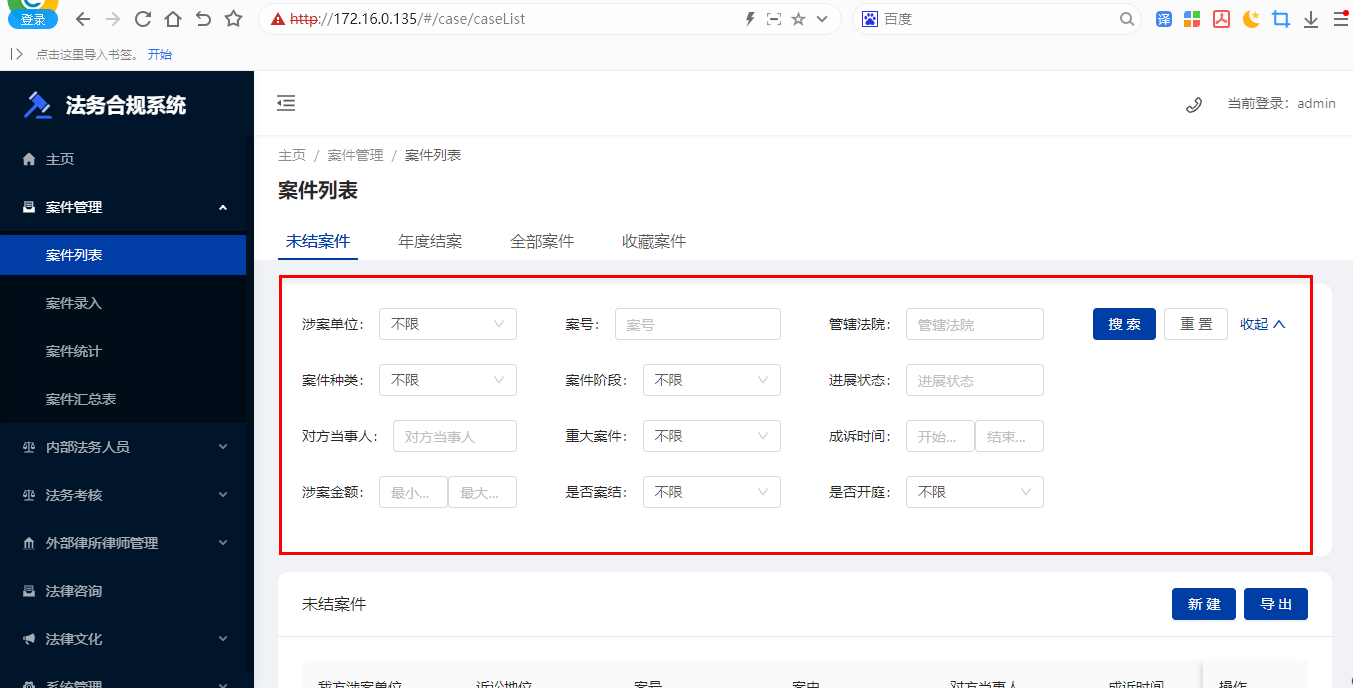 登录
http://172.16.0.135/#/case/caseList
百度
译
点击这里导入书签。 开始
法务合规系统
当前登录：admin
主页
案件管理
案件列表
案件录入
案件统计
案件汇总表
内部法务人员
法务考核
外部律所律师管理
法律咨询
法律文化
系统管理
主页 / 案件管理 / 案件列表
案件列表
未结案件 年度结案 全部案件 收藏案件
涉案单位： 不限 案号： 案号 管辖法院： 管辖法院 搜 索 重 置 收起
案件种类： 不限 案件阶段： 不限 进展状态： 进展状态
对方当事人： 对方当事人 重大案件： 不限 成诉时间： 开始... 结束...
涉案金额： 最小... 最大... 是否案结： 不限 是否开庭： 不限
未结案件 新 建 导 出
我方涉案单位 诉讼地位 案号 案由 对方当事人 成诉时间 操作